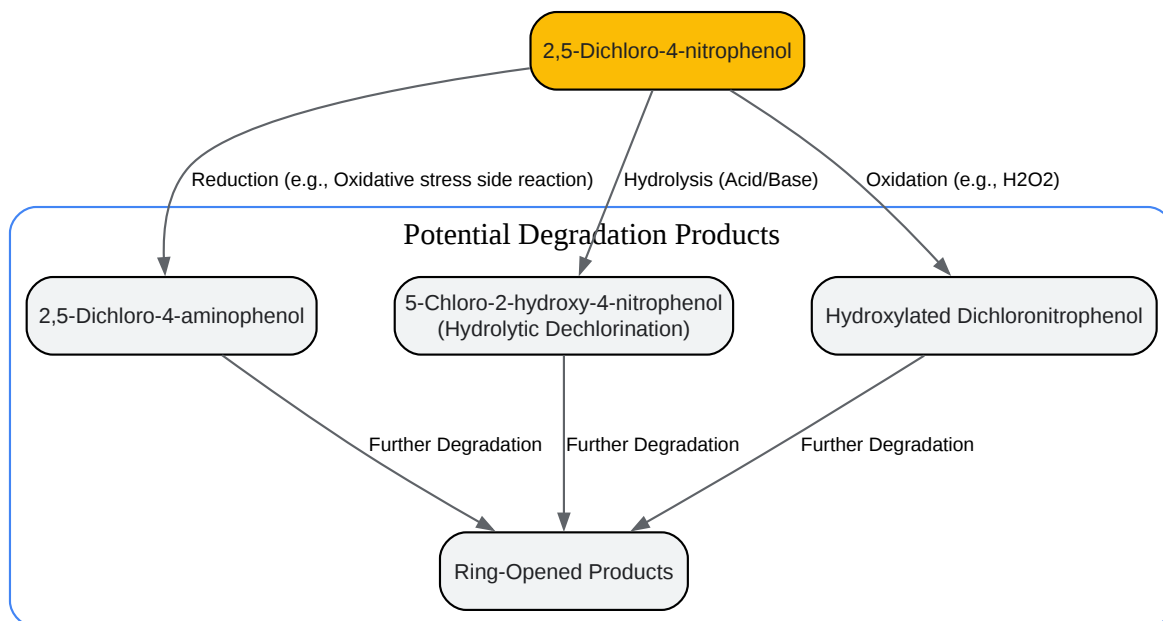 2,5-Dichloro-4-nitrophenol
Reduction (e.g., Oxidative stress side reaction)
Hydrolysis (Acid/Base)
Oxidation (e.g., H2O2)
Potential Degradation Products
2,5-Dichloro-4-aminophenol
5-Chloro-2-hydroxy-4-nitrophenol
(Hydrolytic Dechlorination)
Hydroxylated Dichloronitrophenol
Further Degradation
Further Degradation
Further Degradation
Ring-Opened Products